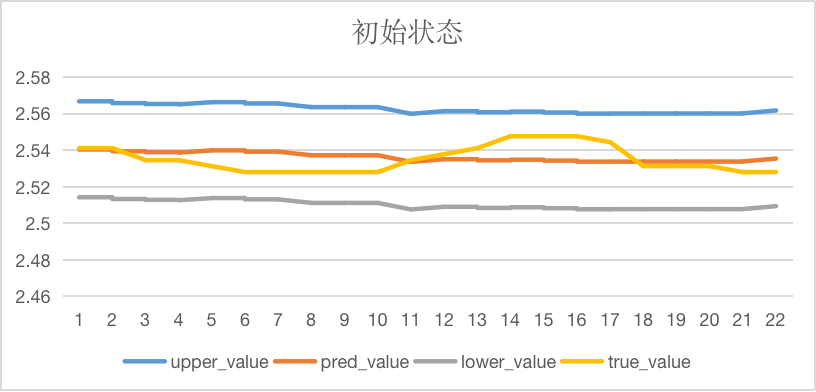 初始状态
2.58
2.56
2.54
2.52
2.5
2.48
2.46
1 2 3 4 5 6 7 8 9 10 11 12 13 14 15 16 17 18 19 20 21 22
upper_value pred_value lower_value true_value